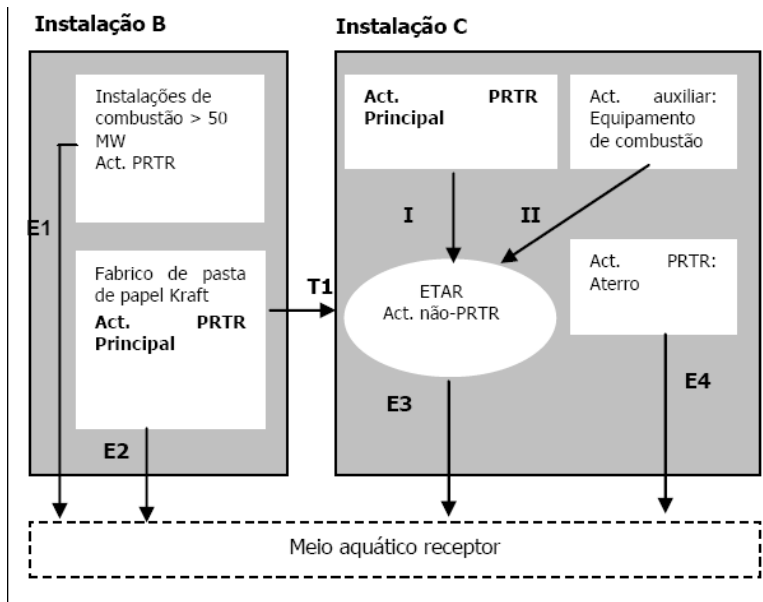 Instalação B
Instalação C
Instalações de
combustão > 50
MW
Act. PRTR
Act. PRTR
Principal
Act. auxiliar:
Equipamento
de combustão
E1
I
II
Fabrico de pasta
de papel Kraft
Act. PRTR
Principal
T1
ETAR
Act. não-PRTR
Act. PRTR:
Aterro
E2
E3
E4
Meio aquático receptor